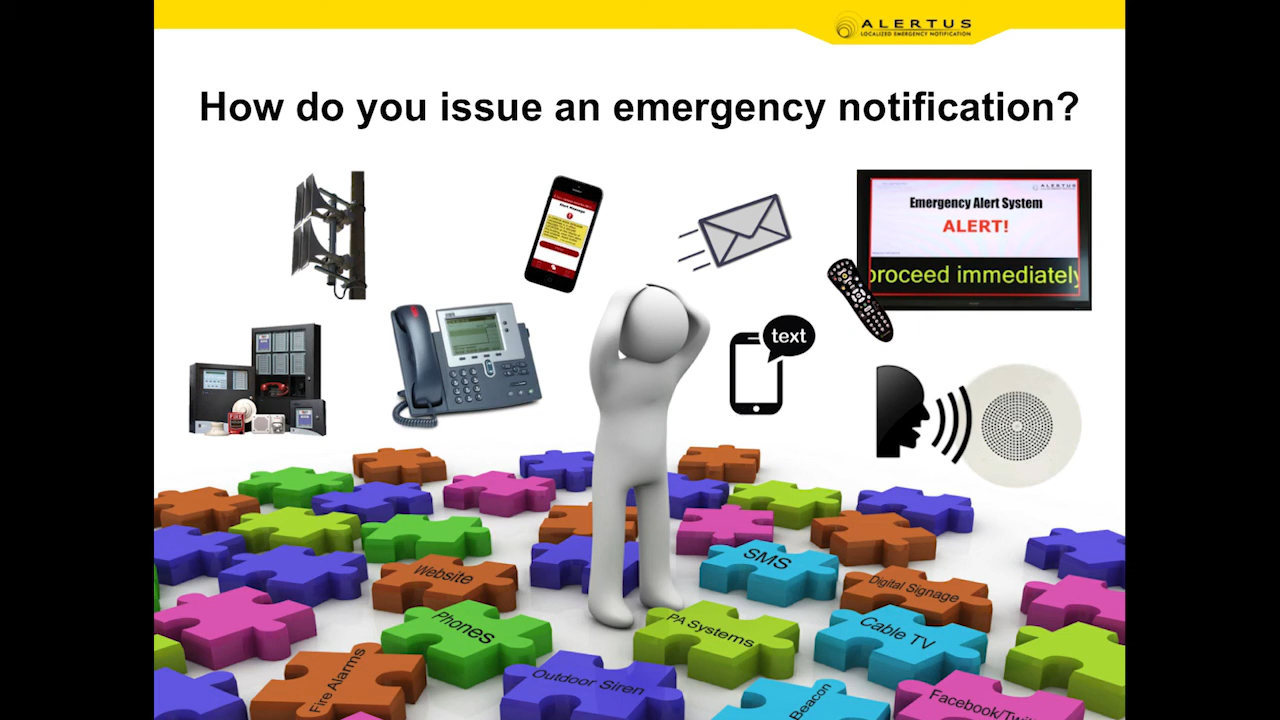 ALERTUS
LOCALIZED EMERGENCY NOTIFICATION
How do you issue an emergency notification?
ALERTUS
Emergency Alert System
ALERT!
proceed immediately
text
SMS
Website
Digital Signage
Phones
PA Systems
Cable TV
Fire Alarms
Outdoor Siren
Beacon